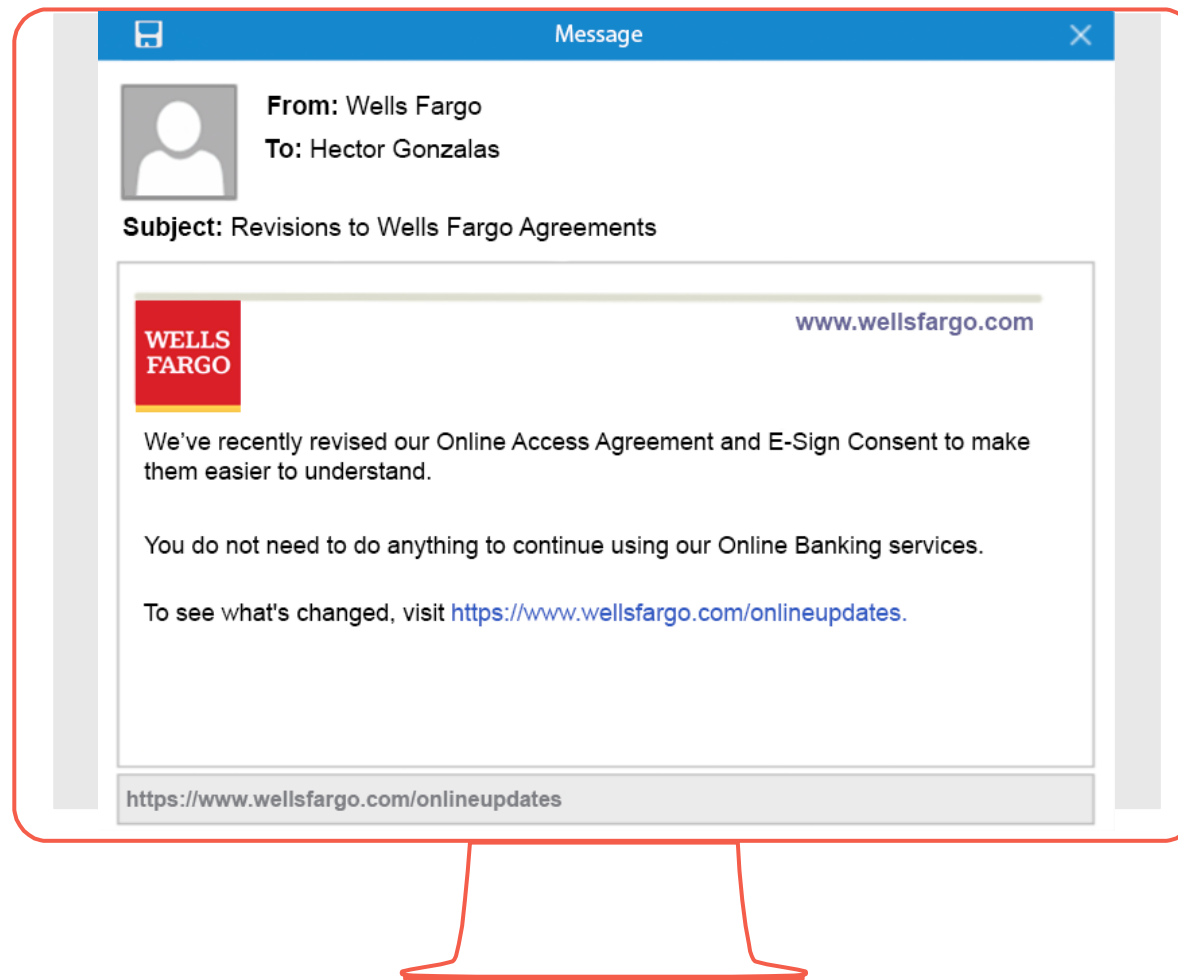 Message
From: Wells Fargo
To: Hector Gonzalas
Subject: Revisions to Wells Fargo Agreements
www.wellsfargo.com
WELLS
FARGO
We’ve recently revised our Online Access Agreement and E-Sign Consent to make
them easier to understand.
You do not need to do anything to continue using our Online Banking services.
To see what's changed, visit https://www.wellsfargo.com/onlineupdates.
https://www.wellsfargo.com/onlineupdates